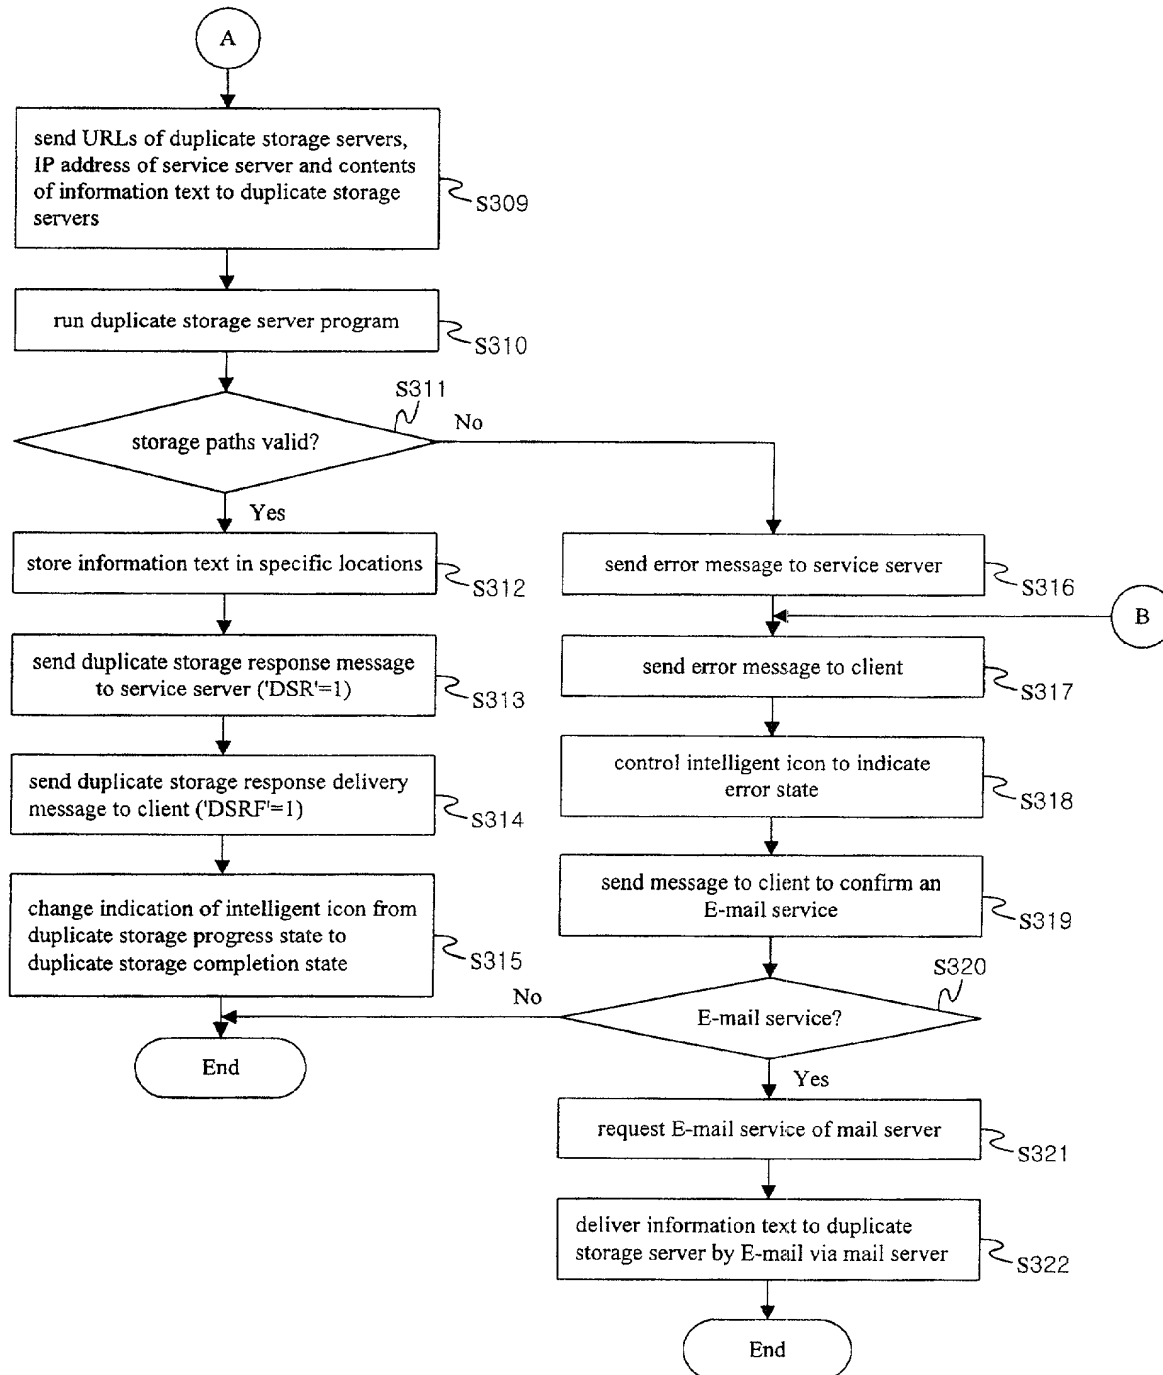 A
send URLs of duplicate storage servers,
IP address of service server and contents
of information text to duplicate storage
servers
S309
run duplicate storage server program
S310
S311
storage paths valid?
No
Yes
store information text in specific locations
S312
send error message to service server
S316
B
send duplicate storage response message
to service server ('DSR'=1)
S313
send error message to client
S317
send duplicate storage response delivery
message to client ('DSRF'=1)
S314
control intelligent icon to indicate
error state
S318
change indication of intelligent icon from
duplicate storage progress state to
duplicate storage completion state
S315
send message to client to confirm an
E-mail service
S319
S320
No
E-mail service?
End
Yes
request E-mail service of mail server
S321
deliver information text to duplicate
storage server by E-mail via mail server
S322
End